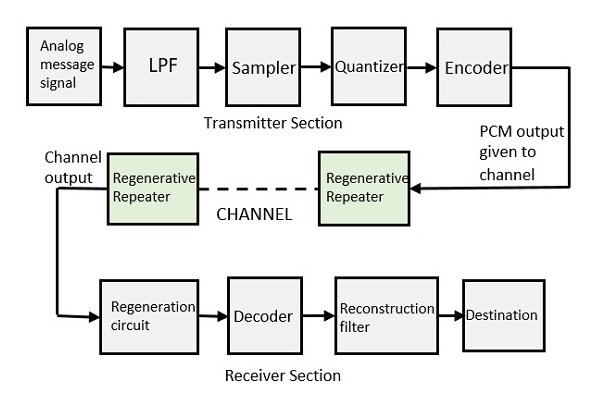 Analog
message
signal
LPF
Sampler
Quantizer
Encoder
Transmitter Section
PCM output
given to
channel
Channel
output
Regenerative
Repeater
CHANNEL
Regenerative
Repeater
Regeneration
circuit
Decoder
Reconstruction
filter
Destination
Receiver Section